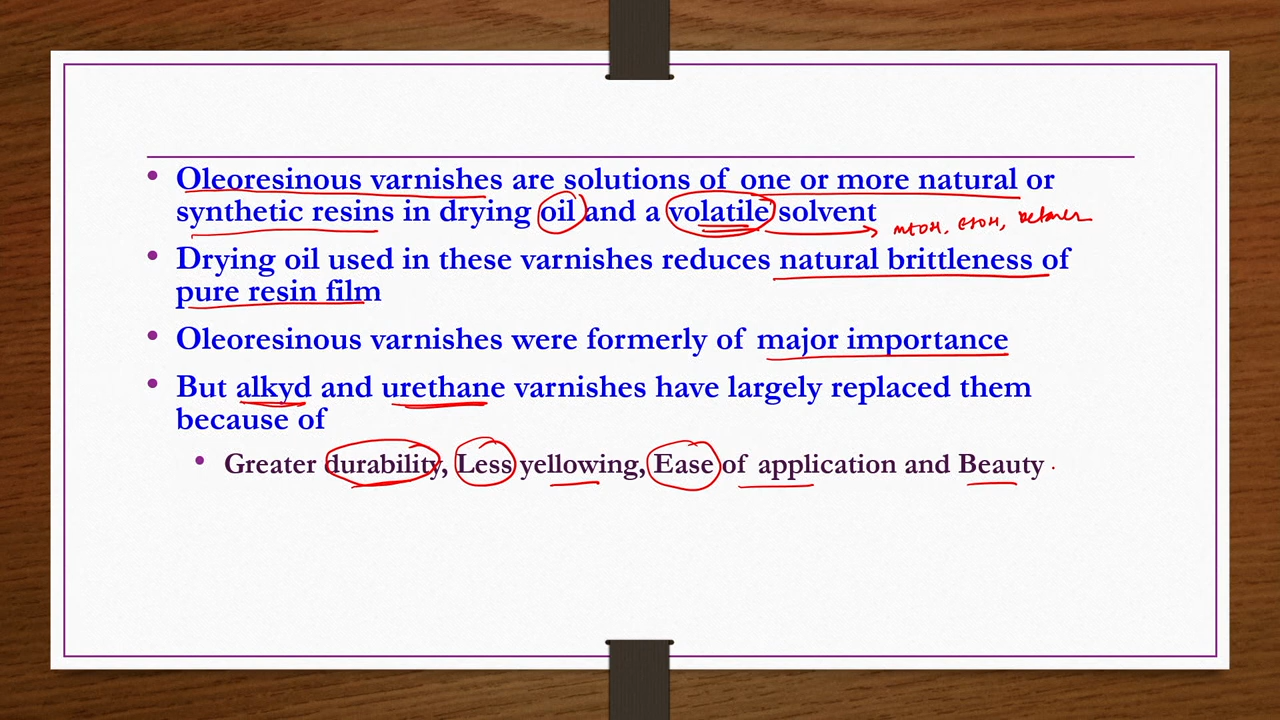 • Oleoresinous varnishes are solutions of one or more natural or
synthetic resins in drying oil and a volatile solvent
MtOH, EtOH,
• Drying oil used in these varnishes reduces natural brittleness of
pure resin film
• Oleoresinous varnishes were formerly of major importance
• But alkyd and urethane varnishes have largely replaced them
because of
• Greater durability, Less yellowing, Ease of application and Beauty